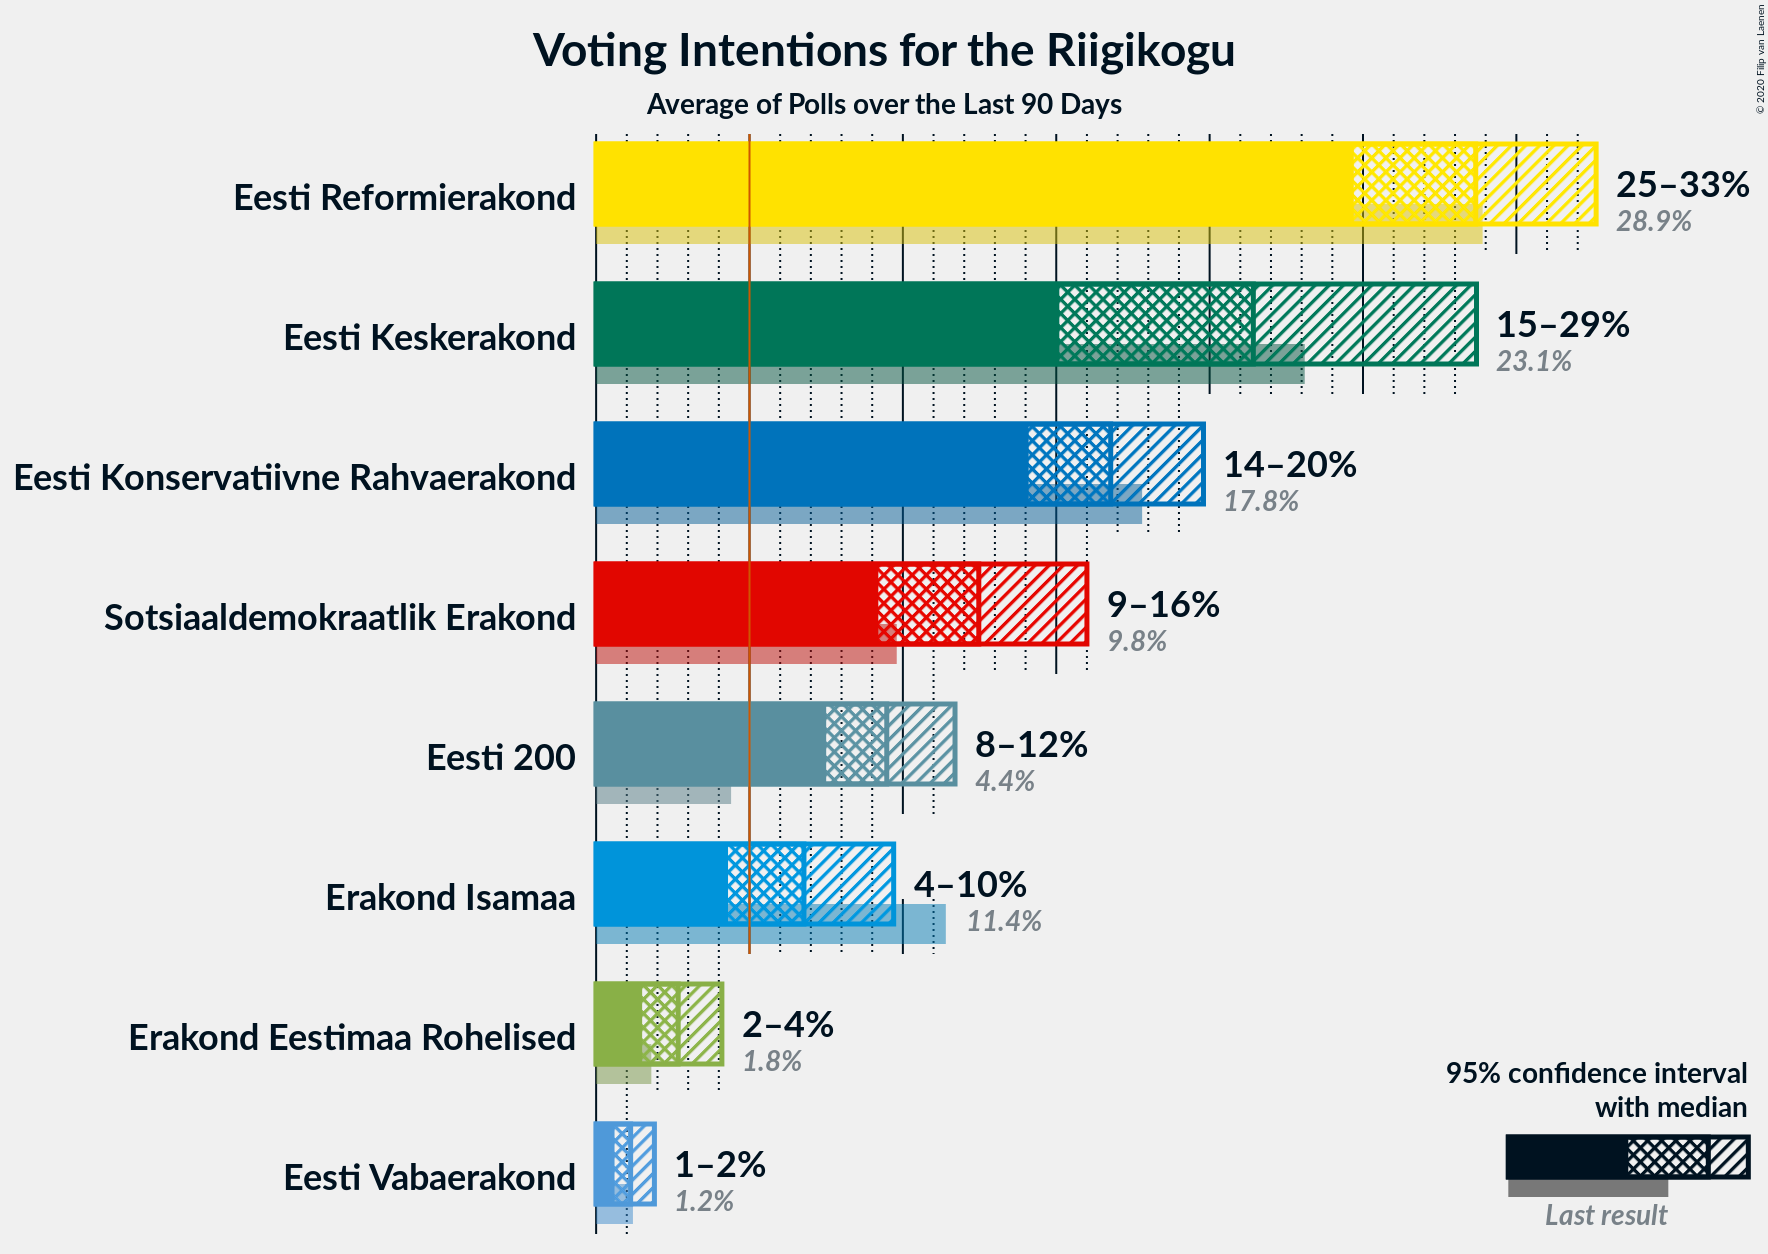 Voting Intentions for the Riigikogu
Average of Polls over the Last 90 Days
© 2020 Filip van Laenen
Eesti Reformierakond
25–33%
28.9%
Eesti Keskerakond
15–29%
23.1%
Eesti Konservatiivne Rahvaerakond
14–20%
17.8%
Sotsiaaldemokraatlik Erakond
9–16%
9.8%
Eesti 200
8–12%
4.4%
Erakond Isamaa
4–10%
11.4%
Erakond Eestimaa Rohelised
2–4%
1.8%
Eesti Vabaerakond
1–2%
1.2%
95% confidence interval
with median
Last result